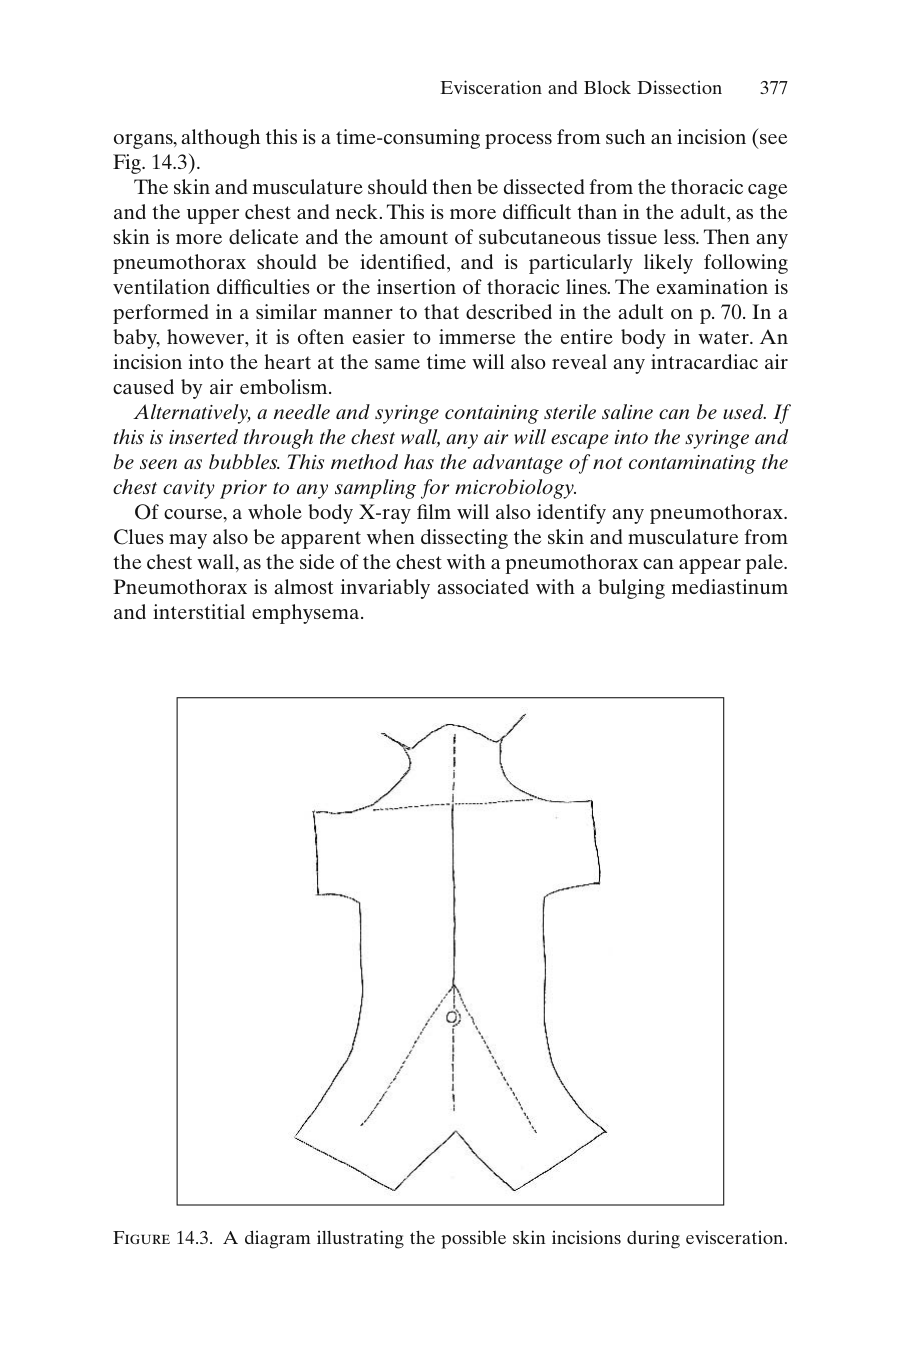 Evisceration and Block Dissection 377
organs, although this is a time-consuming process from such an incision (see
Fig. 14.3).
The skin and musculature should then be dissected from the thoracic cage
and the upper chest and neck. This is more difficult than in the adult, as the
skin is more delicate and the amount of subcutaneous tissue less. Then any
pneumothorax should be identified, and is particularly likely following
ventilation difficulties or the insertion of thoracic lines. The examination is
performed in a similar manner to that described in the adult on p. 70. In a
baby, however, it is often easier to immerse the entire body in water. An
incision into the heart at the same time will also reveal any intracardiac air
caused by air embolism.
Alternatively, a needle and syringe containing sterile saline can be used. If
this is inserted through the chest wall, any air will escape into the syringe and
be seen as bubbles. This method has the advantage of not contaminating the
chest cavity prior to any sampling for microbiology.
Of course, a whole body X-ray film will also identify any pneumothorax.
Clues may also be apparent when dissecting the skin and musculature from
the chest wall, as the side of the chest with a pneumothorax can appear pale.
Pneumothorax is almost invariably associated with a bulging mediastinum
and interstitial emphysema.
FIGURE 14.3. A diagram illustrating the possible skin incisions during evisceration.